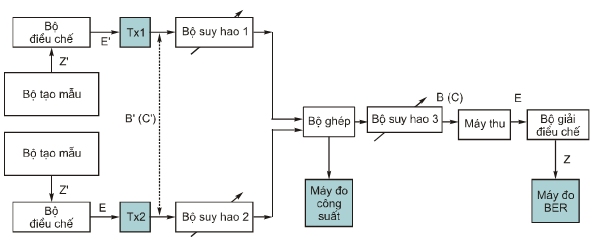 Bộ
điều chế
E'
Tx1
Bộ suy hao 1
Z'
Bộ tạo mẫu
B' (C')
Bộ tạo mẫu
Z'
Bộ
điều chế
E
Tx2
Bộ suy hao 2
Bộ ghép
Bộ suy hao 3
B (C)
Máy thu
E
Bộ giải
điều chế
Z
Máy đo
công
suất
Máy đo
BER